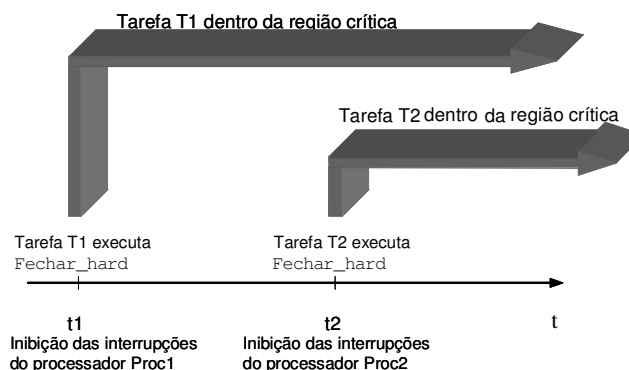 Tarefa T1 dentro da região crítica
Tarefa T2 dentro da região crítica
Tarefa T1 executa
Fechar_hard
Tarefa T2 executa
Fechar_hard
t1
t2
t
Inibição das interrupções
do processador Proc1
Inibição das interrupções
do processador Proc2